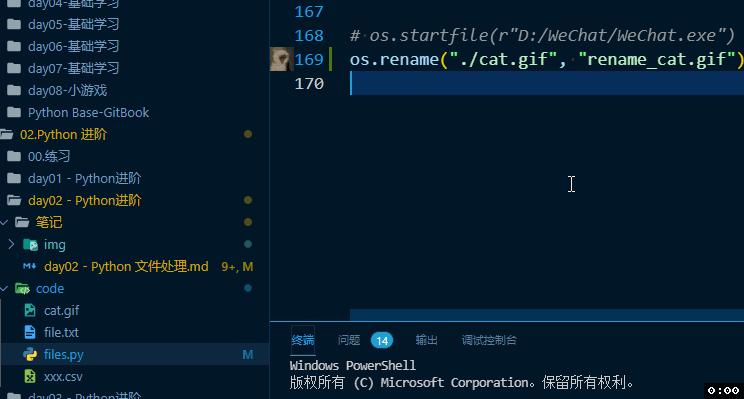 day04-基础学习
day05-基础学习
day06-基础学习
day07-基础学习
day08-小游戏
Python Base-GitBook
02.Python 进阶
00.练习
day01 - Python进阶
day02 - Python进阶
笔记
img
day02 - Python 文件处理.md 9+, M
code
cat.gif
file.txt
files.py M
xxx.csv
day03 - Python进阶
167
168 # os.startfile(r"D:/WeChat/WeChat.exe")
169 os.rename("./cat.gif", "rename_cat.gif")
170
终端 问题 14 输出 调试控制台
Windows PowerShell
版权所有 (C) Microsoft Corporation。保留所有权利。
0:00